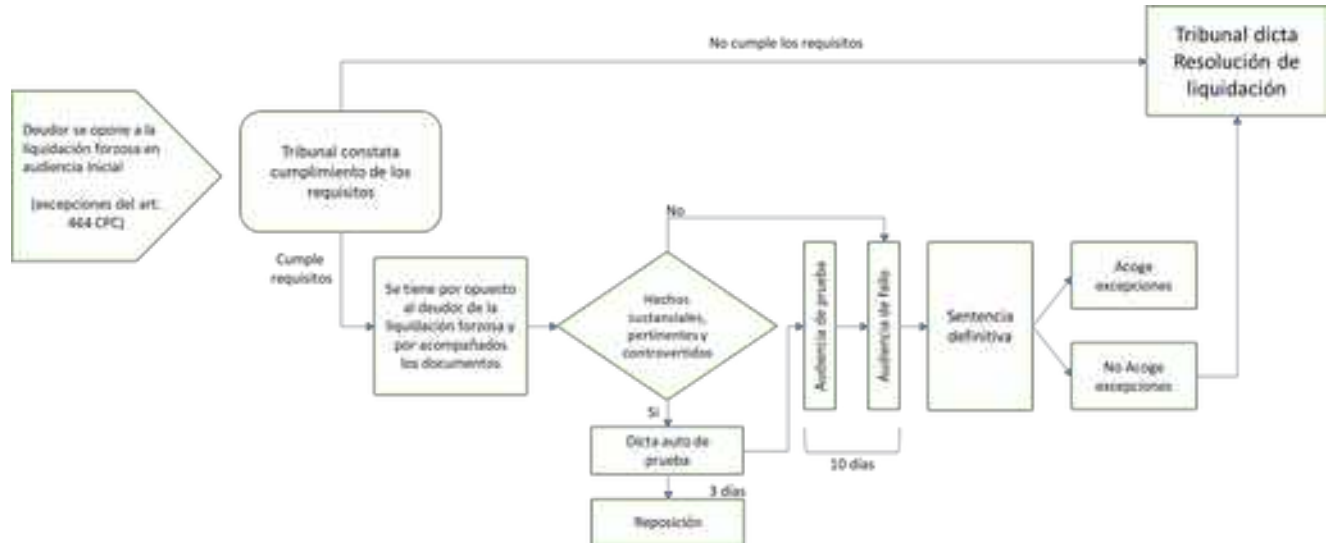 No cumple los requisitos
Tribunal dicta
Resolución de
liquidación
Deudor se opone a la
liquidación forzosa en
audiencia inicial
(excepciones del art.
464 CPC)
Tribunal constata
cumplimiento de los
requisitos
Cumple
requisitos
Se tiene por opuesto
al deudor de la
liquidación forzosa y
por acompañados
los documentos
Hechos
sustanciales,
pertinentes y
controvertidos
No
Si
Dicta auto de
prueba
3 días
Reposición
Audiencia de prueba
Audiencia de fallo
10 días
Sentencia
definitiva
Acoge
excepciones
No Acoge
excepciones